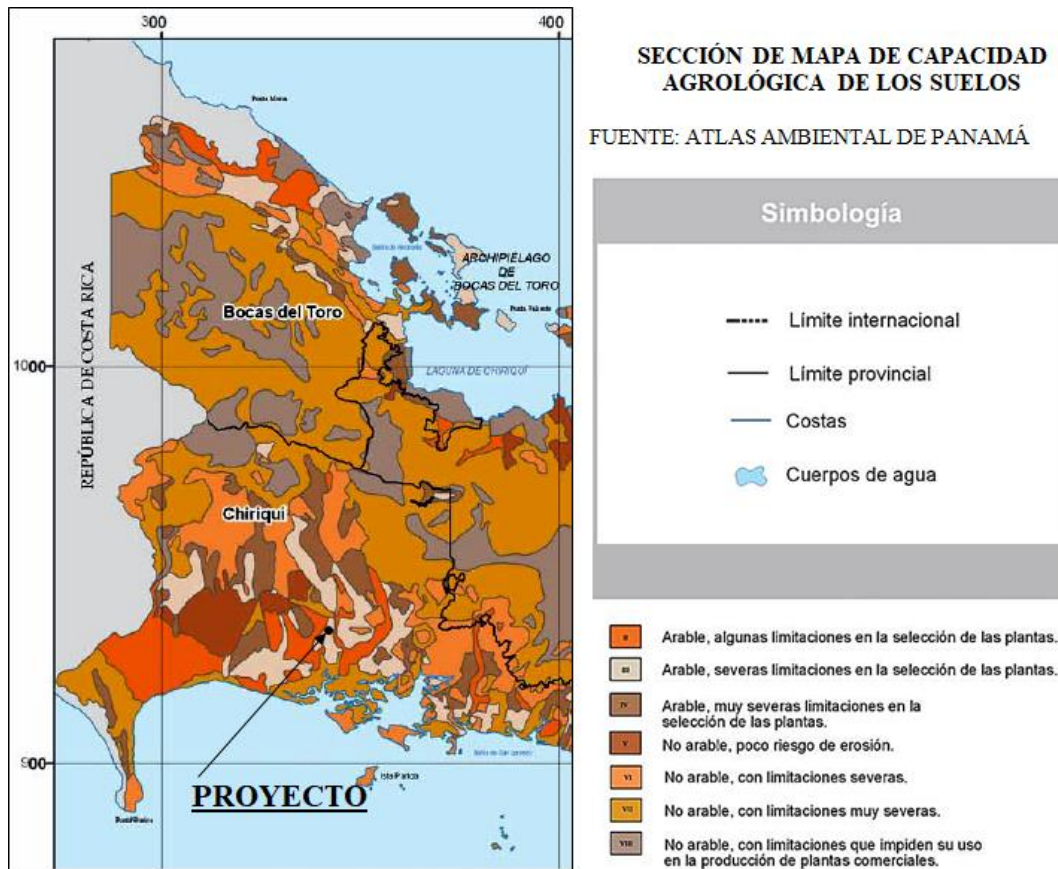 300
400
1000
900
REPÚBLICA DE COSTA RICA
Bocas del Toro
ARCHIPIÉLAGO
DE
BOCAS DEL TORO
LAGUNA DE CHIRIQUÍ
Chiriquí
Isla Parida
PROYECTO
SECCIÓN DE MAPA DE CAPACIDAD
AGROLÓGICA DE LOS SUELOS
FUENTE: ATLAS AMBIENTAL DE PANAMÁ
Simbología
Límite internacional
Límite provincial
Costas
Cuerpos de agua
II Arable, algunas limitaciones en la selección de las plantas.
III Arable, severas limitaciones en la selección de las plantas.
IV Arable, muy severas limitaciones en la
selección de las plantas.
V No arable, poco riesgo de erosión.
VI No arable, con limitaciones severas.
VII No arable, con limitaciones muy severas.
VIII No arable, con limitaciones que impiden su uso
en la producción de plantas comerciales.